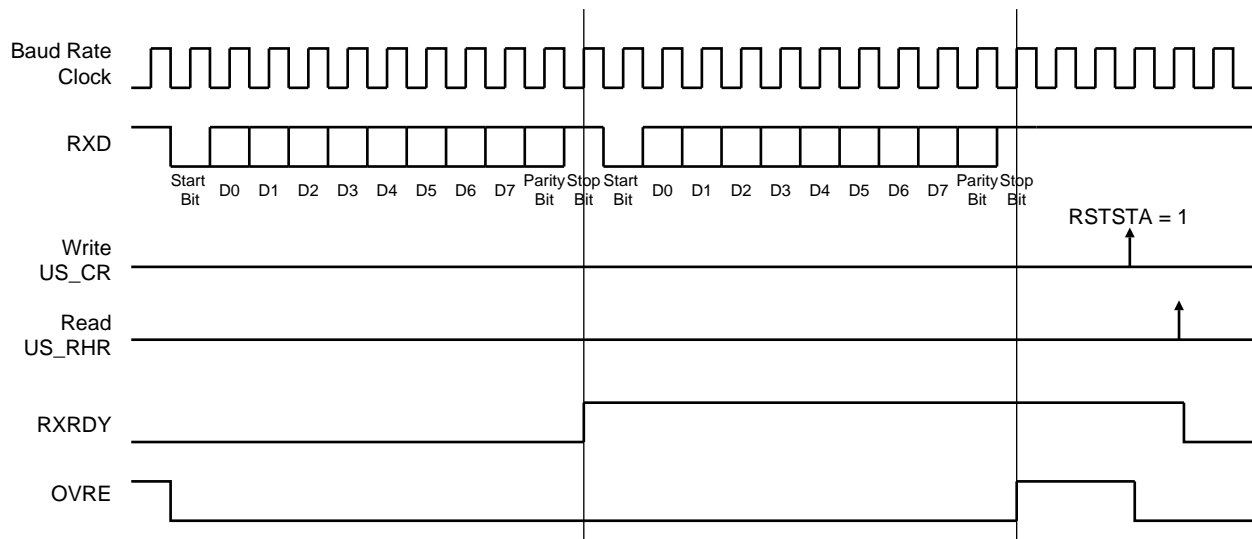 Baud Rate
Clock
RXD
Start
Bit
D0
D1
D2
D3
D4
D5
D6
D7
Parity
Bit
Stop
Bit
Start
Bit
D0
D1
D2
D3
D4
D5
D6
D7
Parity
Bit
Stop
Bit
RSTSTA = 1
Write
US_CR
Read
US_RHR
RXRDY
OVRE